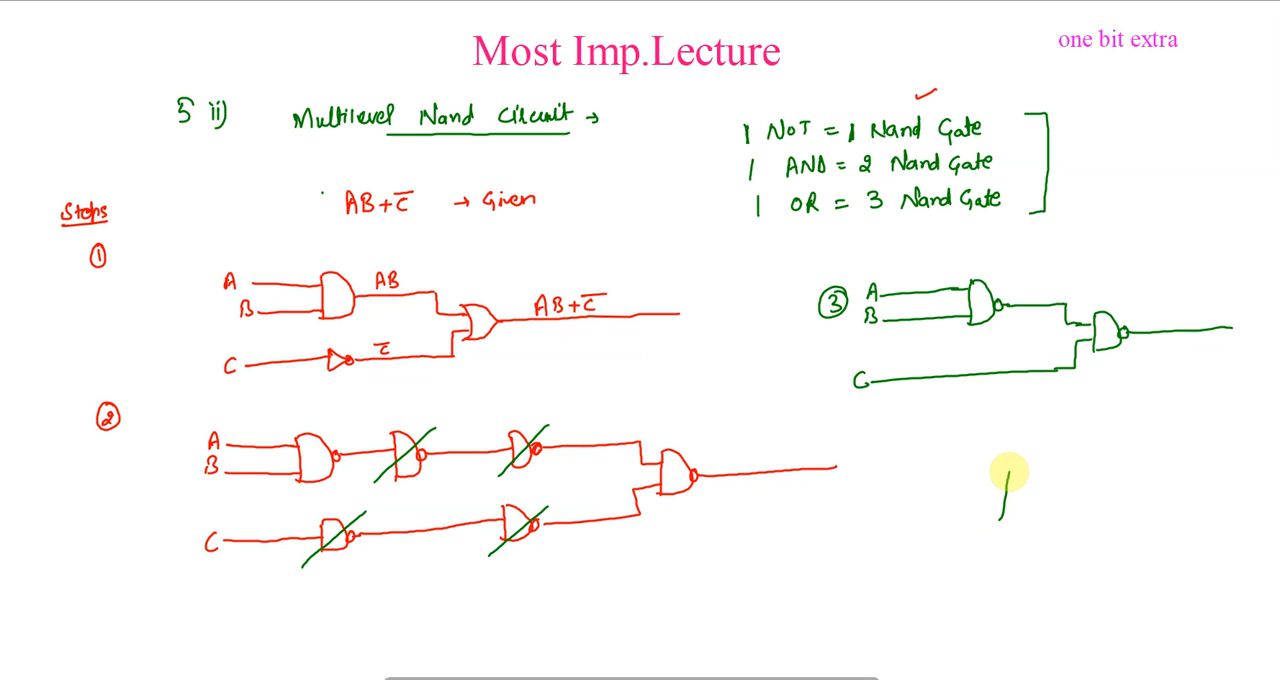 Most Imp.Lecture
one bit extra
5 ii) Multilevel Nand Circuit →
1 NOT = 1 Nand Gate
1 AND = 2 Nand Gate
1 OR = 3 Nand Gate
AB+C̅ → Given
Steps
①
A
B
AB
C
C̅
AB+C̅
②
A
B
C
③
A
B
C